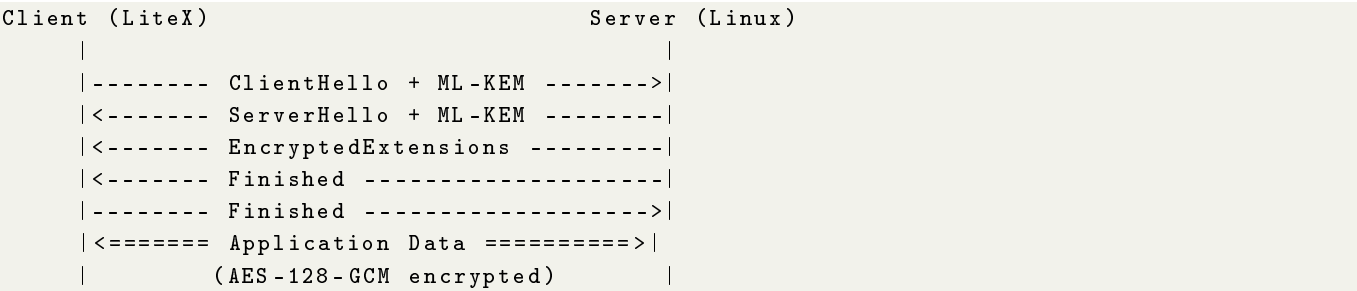 Client (LiteX)                               Server (Linux)
      |                                              |
      |-------- ClientHello + ML-KEM ------->|
      |<------- ServerHello + ML-KEM --------|
      |<------- EncryptedExtensions ---------|
      |<------- Finished --------------------|
      |-------- Finished ------------------->|
      |<======= Application Data ==========>|
      |          (AES-128-GCM encrypted)         |